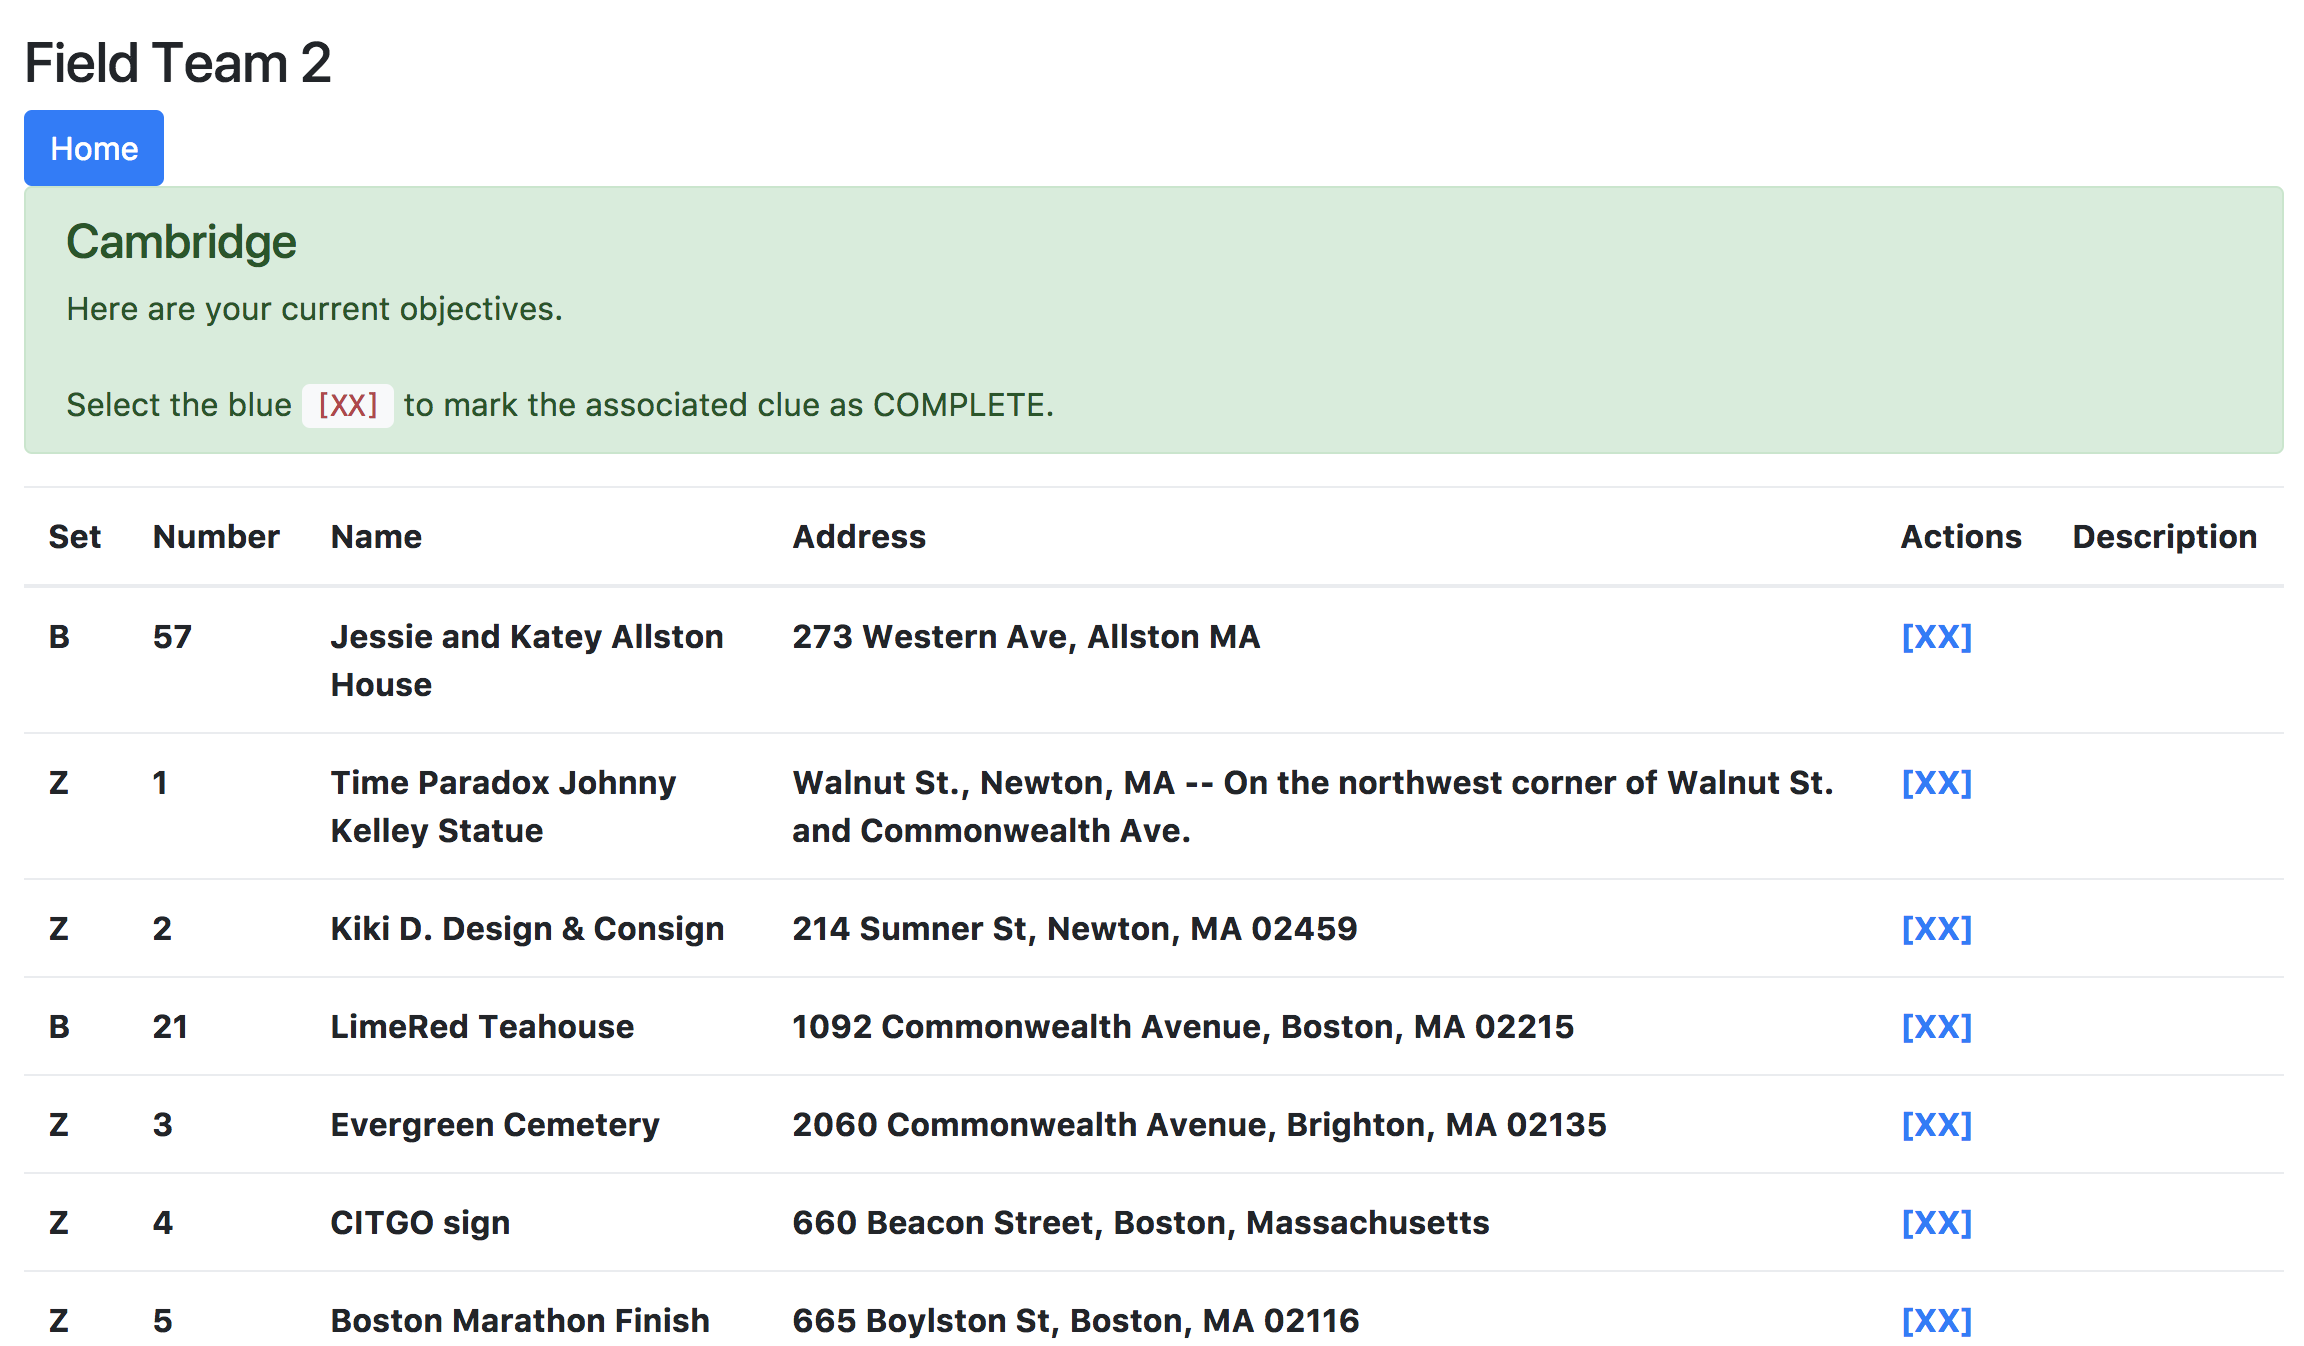 Field Team 2
Home
Cambridge
Here are your current objectives.
Select the blue [XX] to mark the associated clue as COMPLETE.
Set Number Name Address Actions Description
B 57 Jessie and Katey Allston 273 Western Ave, Allston MA [XX]
House
Z 1 Time Paradox Johnny Walnut St., Newton, MA -- On the northwest corner of Walnut St. [XX]
Kelley Statue and Commonwealth Ave.
Z 2 Kiki D. Design & Consign 214 Sumner St, Newton, MA 02459 [XX]
B 21 LimeRed Teahouse 1092 Commonwealth Avenue, Boston, MA 02215 [XX]
Z 3 Evergreen Cemetery 2060 Commonwealth Avenue, Brighton, MA 02135 [XX]
Z 4 CITGO sign 660 Beacon Street, Boston, Massachusetts [XX]
Z 5 Boston Marathon Finish 665 Boylston St, Boston, MA 02116 [XX]